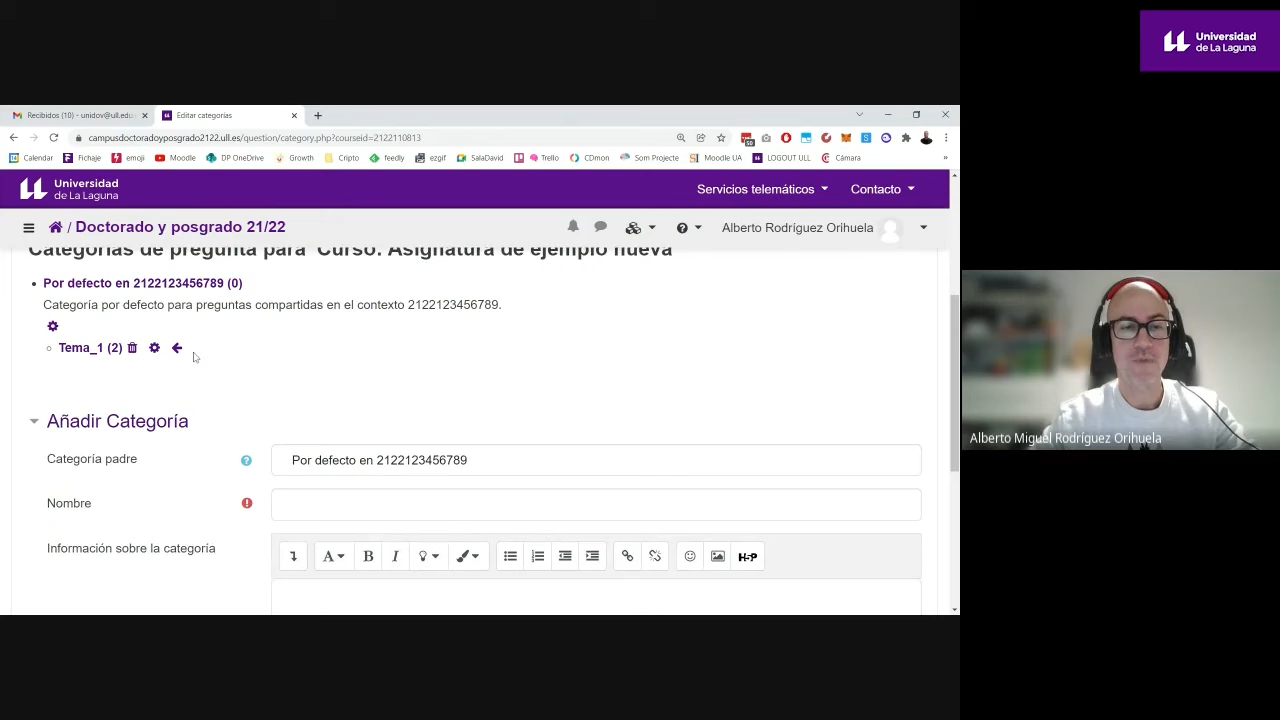 Universidad
de La Laguna
Recibidos (10) - unidov@ull.edu
Editar categorías
campusdoctoradoyposgrado2122.ull.es/question/category.php?courseid=2122110813
50
Calendar Fichaje emoji Moodle DP OneDrive Growth Cripto feedly ezgif SalaDavid Trello CDmon Som Projecte Moodle UA LOGOUT ULL Cámara
Universidad
de La Laguna
Servicios telemáticos
Contacto
/ Doctorado y posgrado 21/22
Alberto Rodríguez Orihuela
Categorías de pregunta para 'Curso: Asignatura de ejemplo nueva'
Por defecto en 2122123456789 (0)
Categoría por defecto para preguntas compartidas en el contexto 2122123456789.
Tema_1 (2)
Añadir Categoría
Categoría padre
Por defecto en 2122123456789
Nombre
Información sobre la categoría
A B I H-P
Alberto Miguel Rodríguez Orihuela